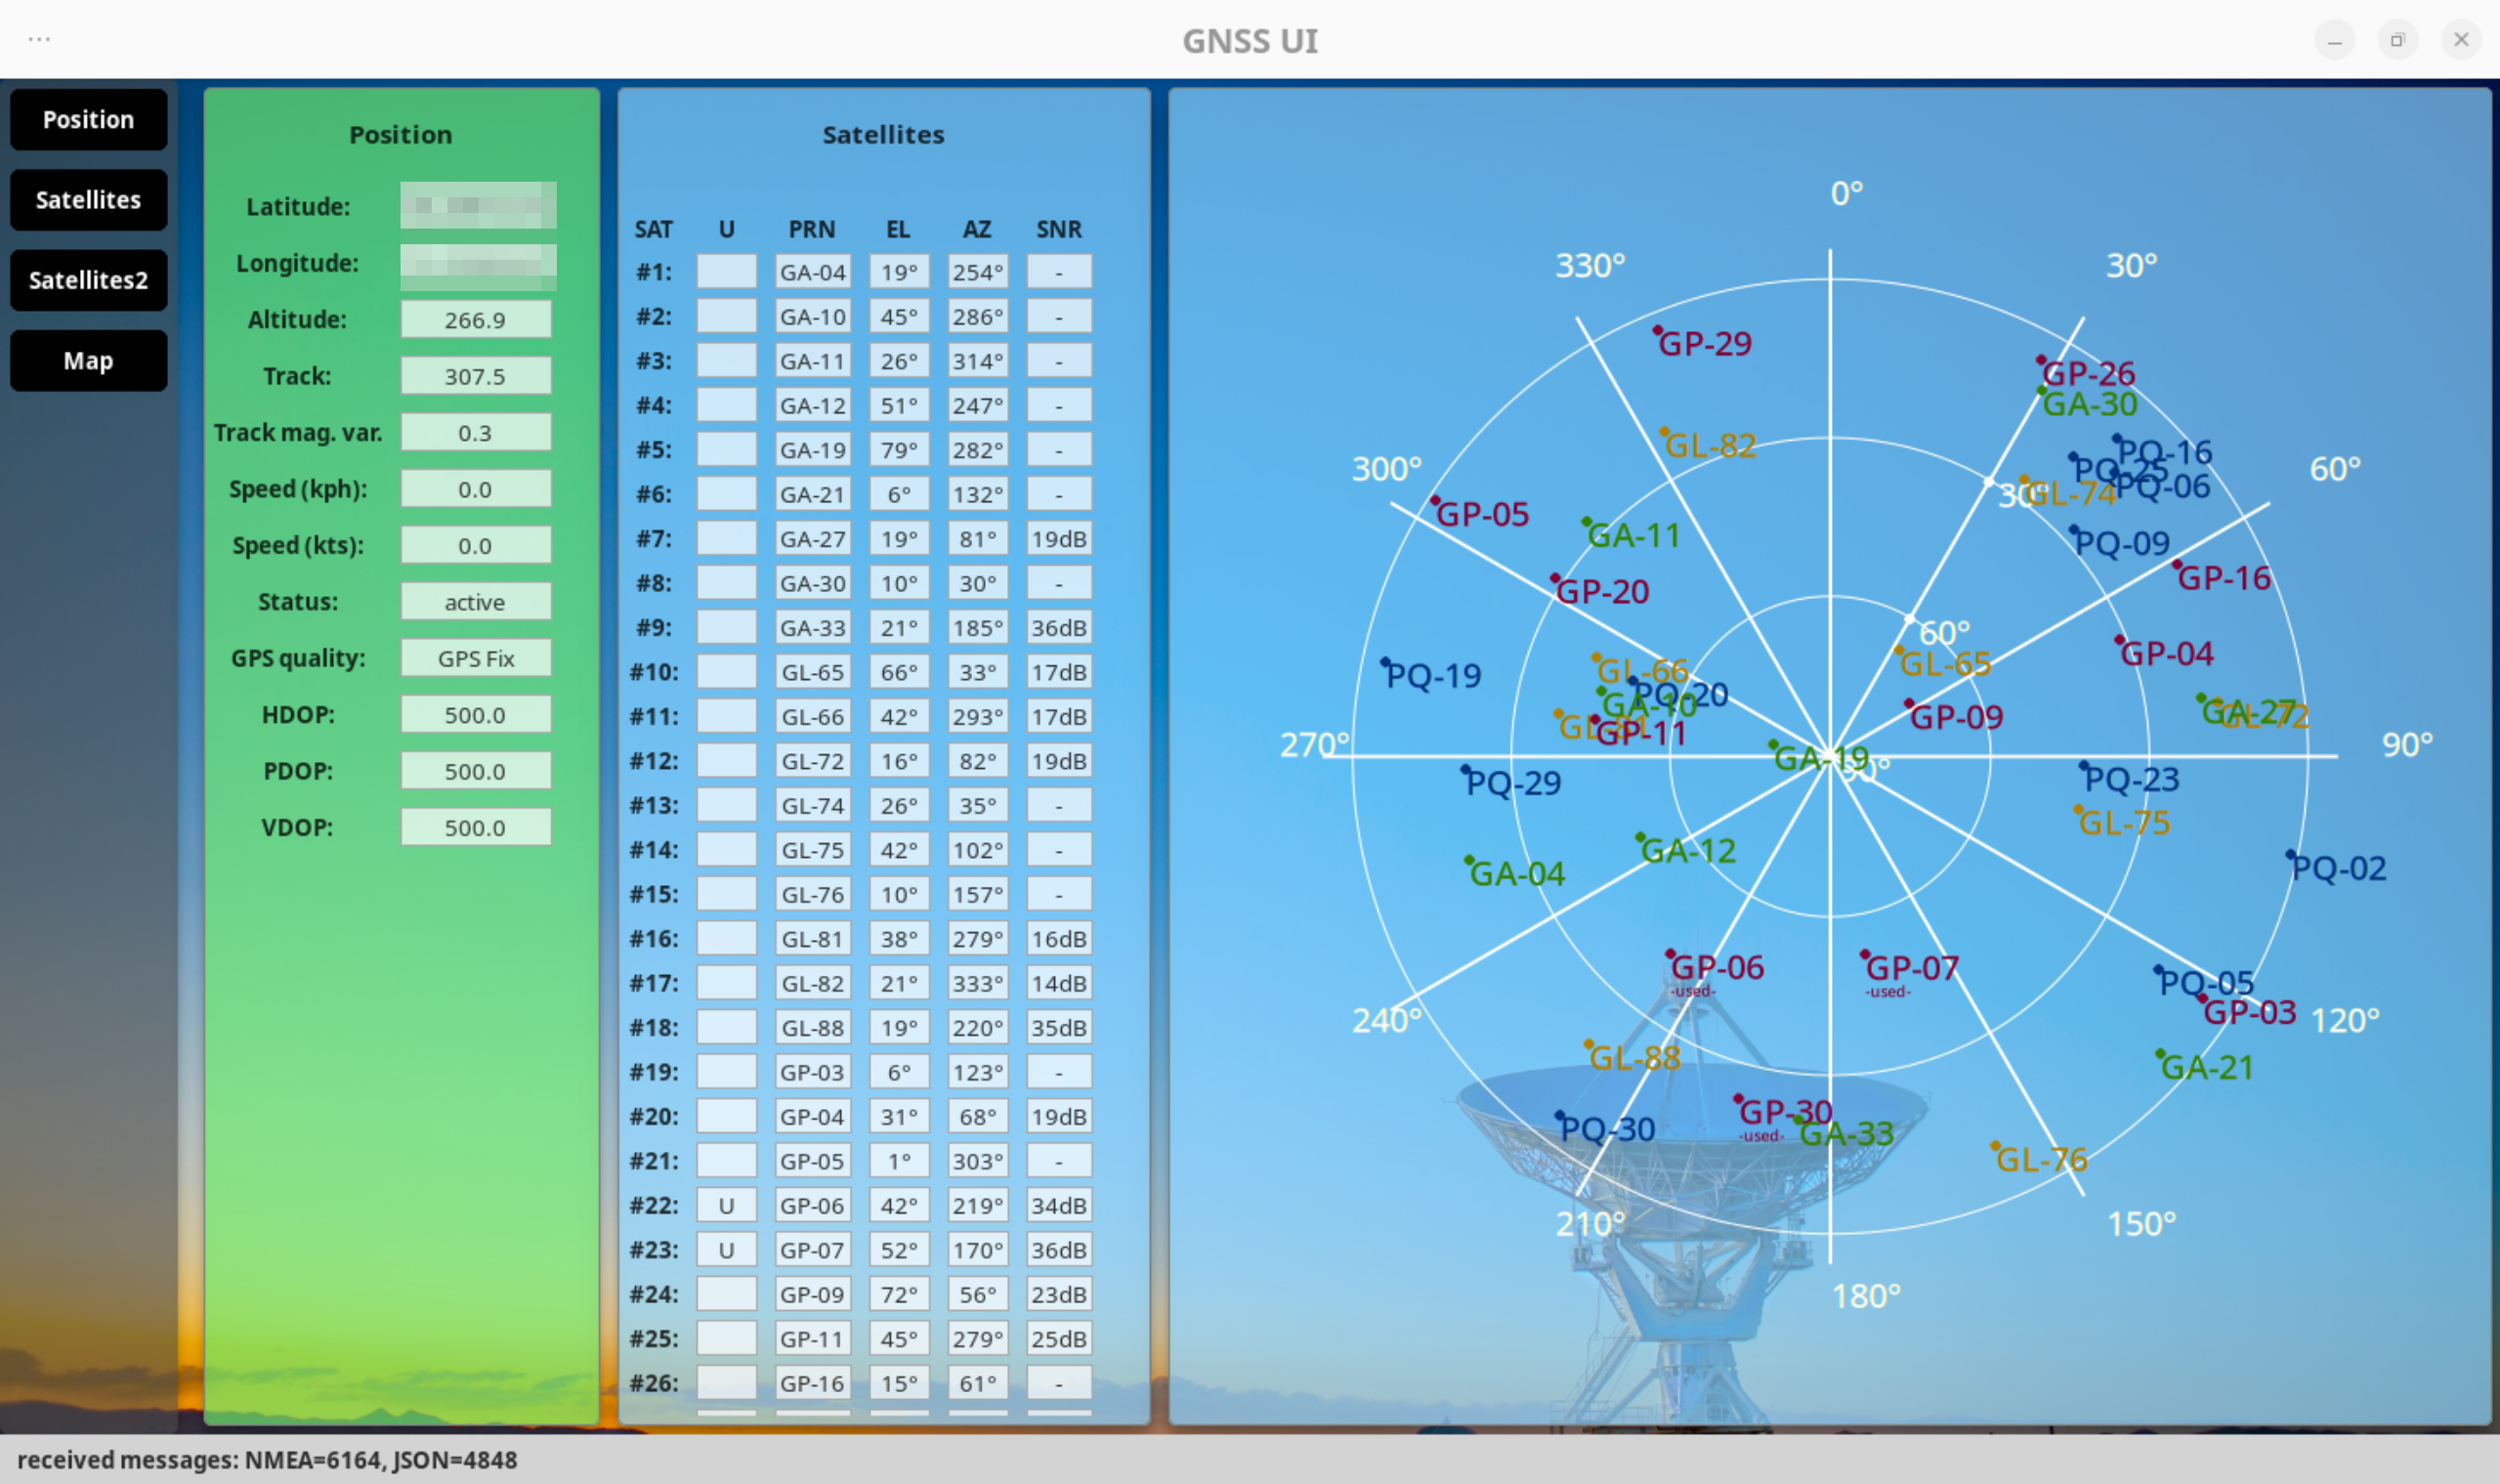 ...
GNSS UI
Position
Satellites
Satellites2
Map
Position
Latitude:
Longitude:
Altitude: 266.9
Track: 307.5
Track mag. var. 0.3
Speed (kph): 0.0
Speed (kts): 0.0
Status: active
GPS quality: GPS Fix
HDOP: 500.0
PDOP: 500.0
VDOP: 500.0
Satellites
SAT U PRN EL AZ SNR
#1: GA-04 19° 254° -
#2: GA-10 45° 286° -
#3: GA-11 26° 314° -
#4: GA-12 51° 247° -
#5: GA-19 79° 282° -
#6: GA-21 6° 132° -
#7: GA-27 19° 81° 19dB
#8: GA-30 10° 30° -
#9: GA-33 21° 185° 36dB
#10: GL-65 66° 33° 17dB
#11: GL-66 42° 293° 17dB
#12: GL-72 16° 82° 19dB
#13: GL-74 26° 35° -
#14: GL-75 42° 102° -
#15: GL-76 10° 157° -
#16: GL-81 38° 279° 16dB
#17: GL-82 21° 333° 14dB
#18: GL-88 19° 220° 35dB
#19: GP-03 6° 123° -
#20: GP-04 31° 68° 19dB
#21: GP-05 1° 303° -
#22: U GP-06 42° 219° 34dB
#23: U GP-07 52° 170° 36dB
#24: GP-09 72° 56° 23dB
#25: GP-11 45° 279° 25dB
#26: GP-16 15° 61° -
0°
330°
30°
GP-29
GP-26
GA-30
GL-82
PQ-16
300°
60°
PQ-25
PQ-06
30°
GL-74
GP-05
GA-11
PQ-09
GP-16
GP-20
60°
GP-04
GL-65
GL-66
PQ-19
PQ-20
GA-10
GA-27
GL-72
GP-09
GL-81
GP-11
270°
90°
GA-19
90°
PQ-29
PQ-23
GL-75
GA-12
PQ-02
GA-04
GP-06
-used-
GP-07
-used-
PQ-05
GP-03
240°
120°
GL-88
GA-21
GP-30
-used-
PQ-30
GA-33
GL-76
210°
150°
180°
received messages: NMEA=6164, JSON=4848